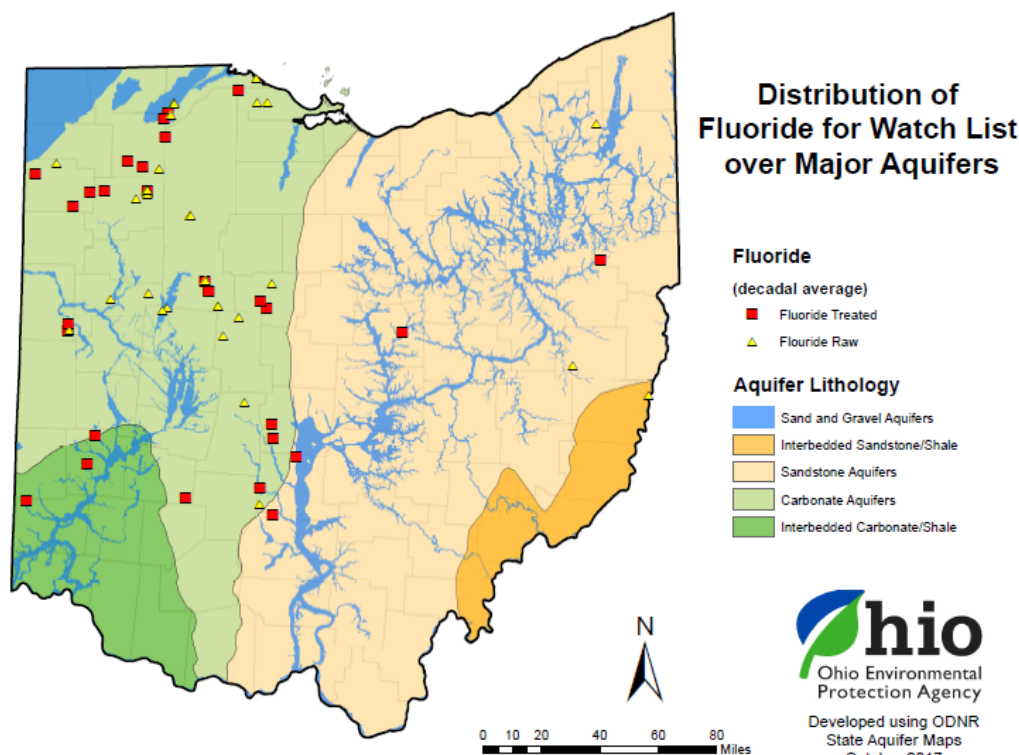 Distribution of
Fluoride for Watch List
over Major Aquifers
Fluoride
(decadal average)
Fluoride Treated
Flouride Raw
Aquifer Lithology
Sand and Gravel Aquifers
Interbedded Sandstone/Shale
Sandstone Aquifers
Carbonate Aquifers
Interbedded Carbonate/Shale
N
0 10 20 40 60 80
Miles
Ohio
Ohio Environmental
Protection Agency
Developed using ODNR
State Aquifer Maps